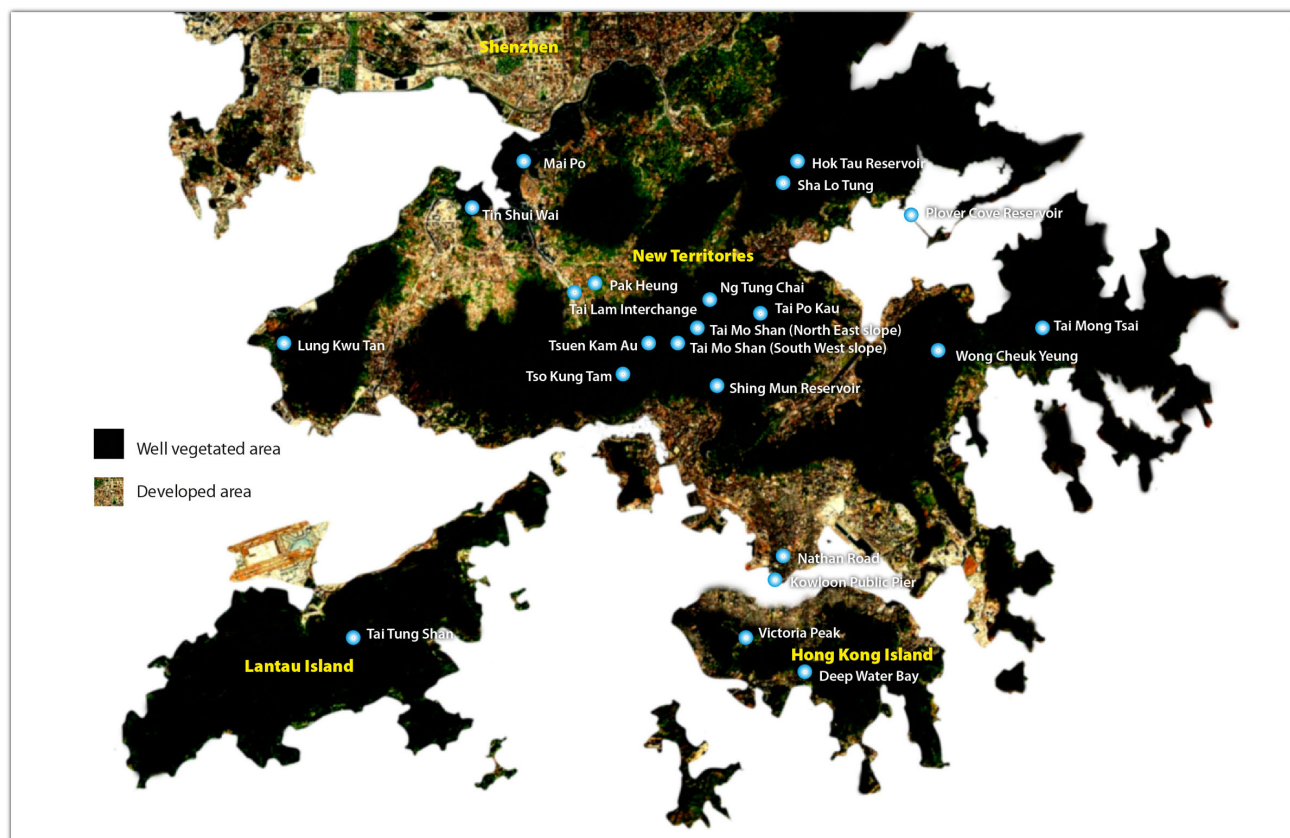 Shenzhen
Mai Po
Hok Tau Reservoir
Sha Lo Tung
Tin Shui Wai
Plover Cove Reservoir
New Territories
Pak Heung
Ng Tung Chai
Tai Lam Interchange
Tai Po Kau
Tai Mo Shan (North East slope)
Tai Mong Tsai
Lung Kwu Tan
Tsuen Kam Au
Tai Mo Shan (South West slope)
Wong Cheuk Yeung
Tso Kung Tam
Shing Mun Reservoir
Well vegetated area
Developed area
Nathan Road
Kowloon Public Pier
Tai Tung Shan
Victoria Peak
Lantau Island
Hong Kong Island
Deep Water Bay